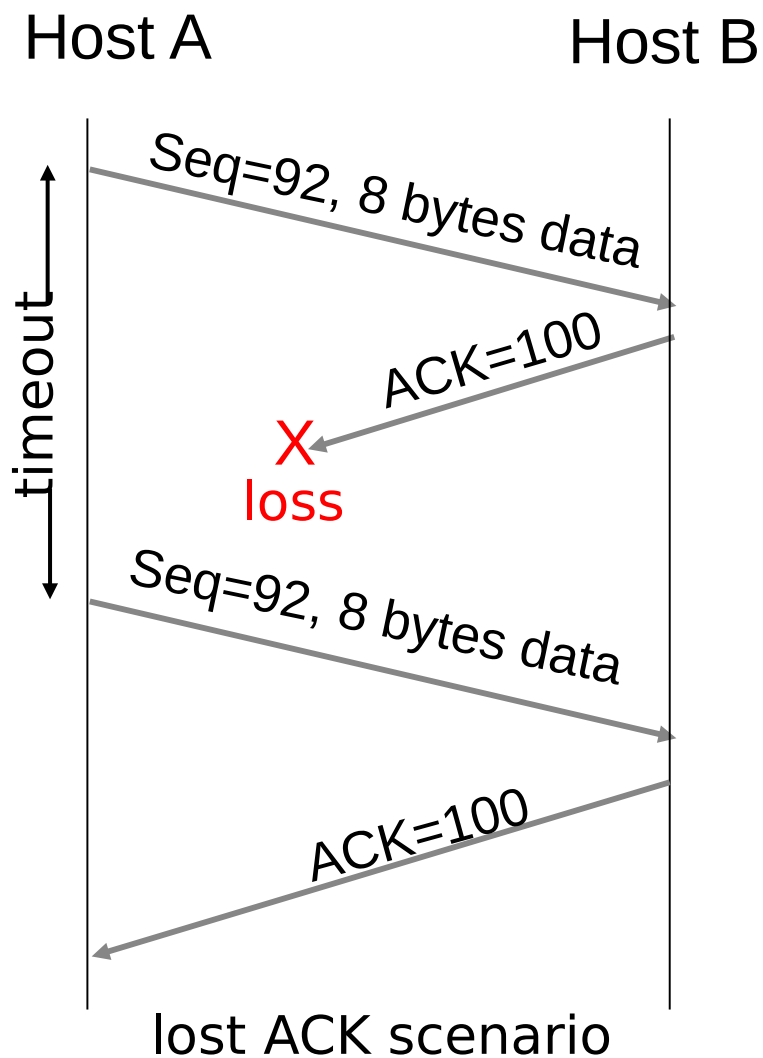 Host A
Host B
Seq=92, 8 bytes data
ACK=100
timeout
X
loss
Seq=92, 8 bytes data
ACK=100
lost ACK scenario